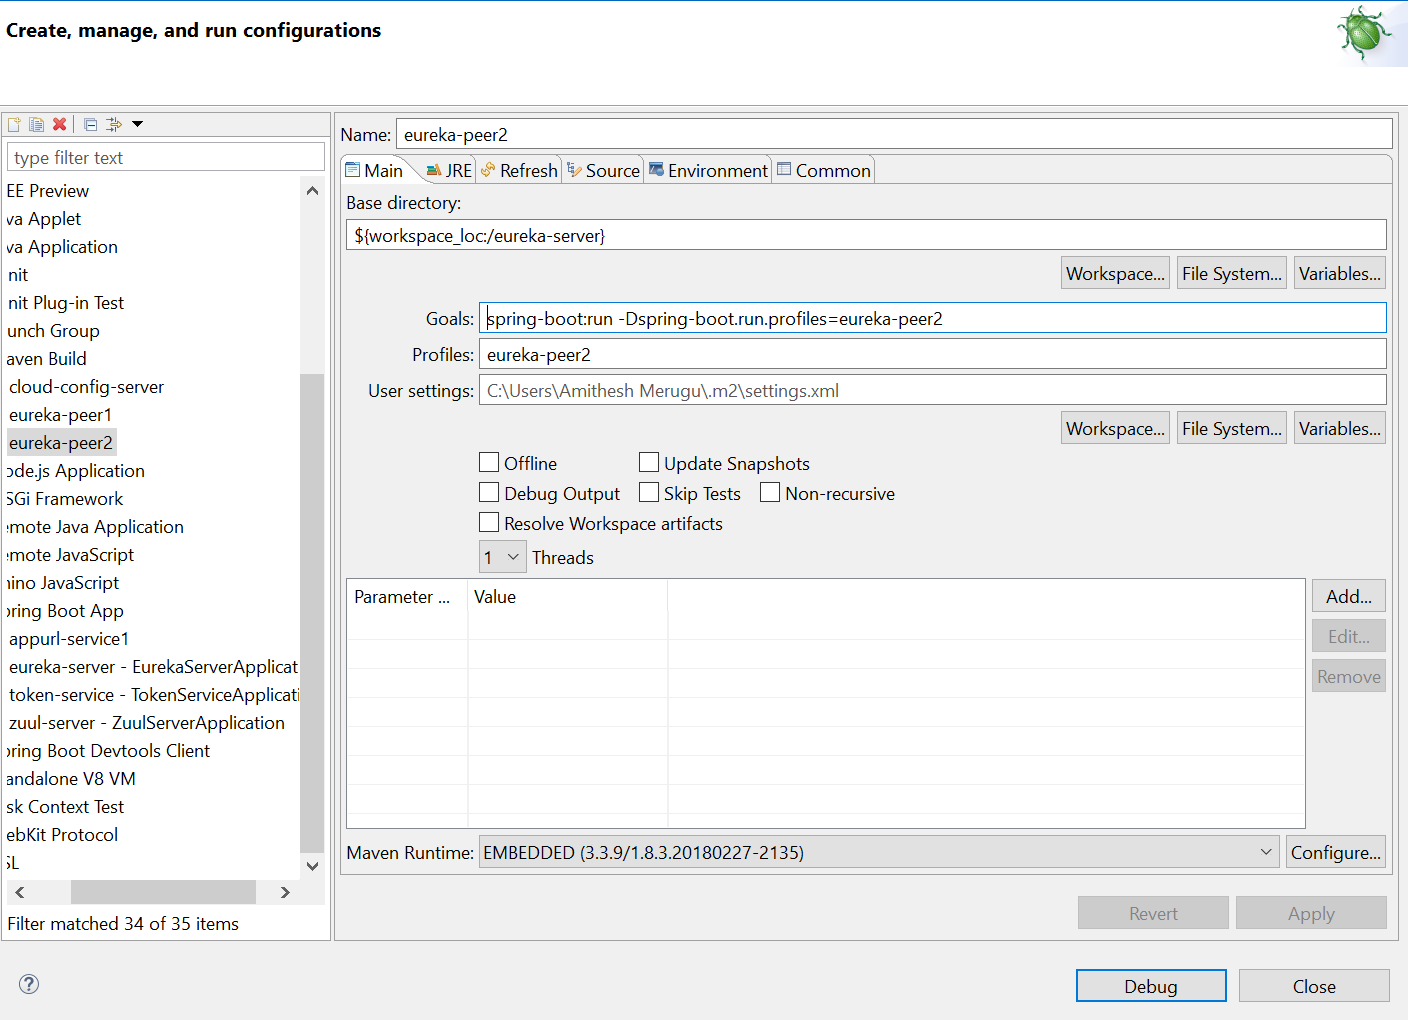 Create, manage, and run configurations
type filter text
EE Preview
va Applet
va Application
nit
nit Plug-in Test
unch Group
aven Build
cloud-config-server
eureka-peer1
eureka-peer2
ode.js Application
SGi Framework
emote Java Application
emote JavaScript
hino JavaScript
pring Boot App
appurl-service1
eureka-server - EurekaServerApplicat
token-service - TokenServiceApplicati
zuul-server - ZuulServerApplication
pring Boot Devtools Client
andalone V8 VM
sk Context Test
ebKit Protocol
SL
Filter matched 34 of 35 items
Name: eureka-peer2
Main JRE Refresh Source Environment Common
Base directory:
${workspace_loc:/eureka-server}
Workspace... File System... Variables...
Goals: spring-boot:run -Dspring-boot.run.profiles=eureka-peer2
Profiles: eureka-peer2
User settings: C:\Users\Amithesh Merugu\.m2\settings.xml
Workspace... File System... Variables...
Offline Update Snapshots
Debug Output Skip Tests Non-recursive
Resolve Workspace artifacts
1 Threads
Parameter ... Value
Add...
Edit...
Remove
Maven Runtime: EMBEDDED (3.3.9/1.8.3.20180227-2135) Configure...
Revert Apply
? Debug Close